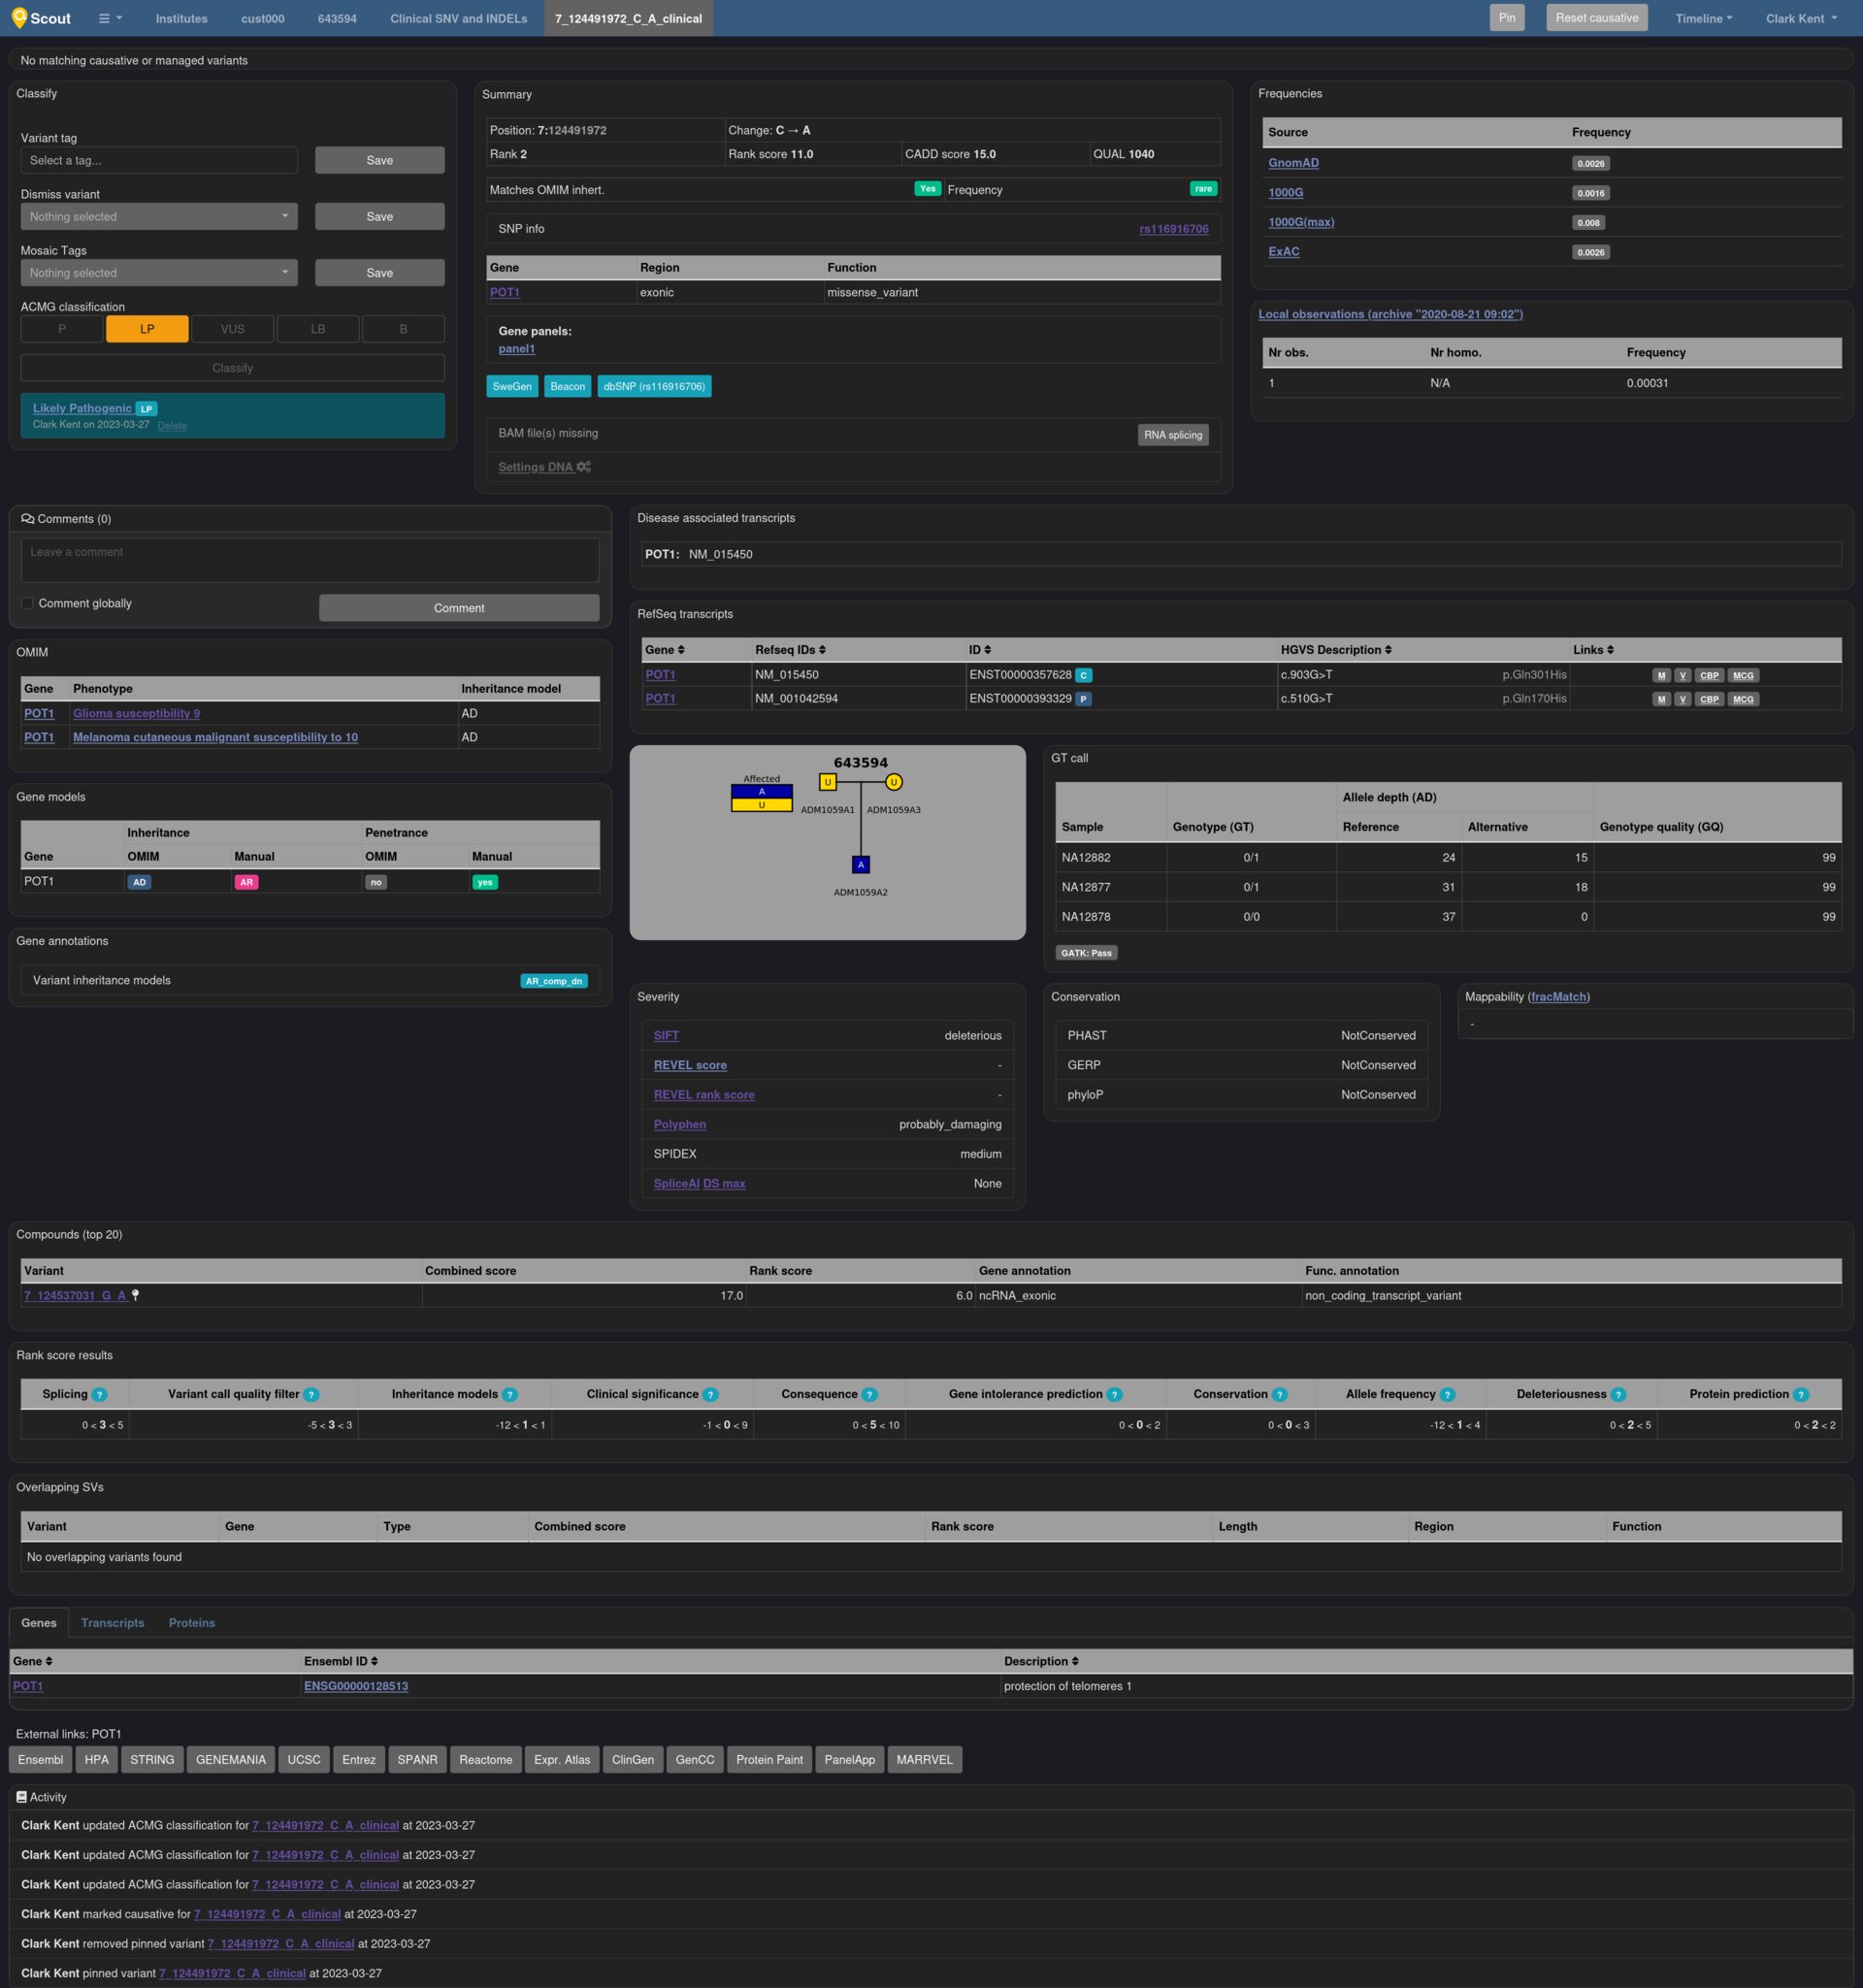 Scout Institutes cust000 643594 Clinical SNV and INDELs 7_124491972_C_A_clinical Pin Reset causative Timeline Clark Kent
No matching causative or managed variants
Classify
Variant tag
Select a tag... Save
Dismiss variant
Nothing selected Save
Mosaic Tags
Nothing selected Save
ACMG classification
P LP VUS LB B
Classify
Likely Pathogenic LP
Clark Kent on 2023-03-27 Delete
Summary
Position: 7:124491972 Change: C → A
Rank 2 Rank score 11.0 CADD score 15.0 QUAL 1040
Matches OMIM inhert. Yes Frequency rare
SNP info rs116916706
Gene Region Function
POT1 exonic missense_variant
Gene panels:
panel1
SweGen Beacon dbSNP (rs116916706)
BAM file(s) missing RNA splicing
Settings DNA
Frequencies
Source Frequency
GnomAD 0.0026
1000G 0.0016
1000G(max) 0.008
ExAC 0.0026
Local observations (archive "2020-08-21 09:02")
Nr obs. Nr homo. Frequency
1 N/A 0.00031
Comments (0)
Leave a comment
Comment globally Comment
OMIM
Gene Phenotype Inheritance model
POT1 Glioma susceptibility 9 AD
POT1 Melanoma cutaneous malignant susceptibility to 10 AD
Gene models
Inheritance Penetrance
Gene OMIM Manual OMIM Manual
POT1 AD AR no yes
Gene annotations
Variant inheritance models AR_comp_dn
Disease associated transcripts
POT1: NM_015450
RefSeq transcripts
Gene Refseq IDs ID HGVS Description Links
POT1 NM_015450 ENST00000357628 C c.903G>T p.Gln301His M V CBP MCG
POT1 NM_001042594 ENST00000393329 P c.510G>T p.Gln170His M V CBP MCG
643594
Affected
A
U
U U
ADM1059A1 ADM1059A3
A
ADM1059A2
GT call
Allele depth (AD)
Sample Genotype (GT) Reference Alternative Genotype quality (GQ)
NA12882 0/1 24 15 99
NA12877 0/1 31 18 99
NA12878 0/0 37 0 99
GATK: Pass
Severity
SIFT deleterious
REVEL score -
REVEL rank score -
Polyphen probably_damaging
SPIDEX medium
SpliceAI DS max None
Conservation
PHAST NotConserved
GERP NotConserved
phyloP NotConserved
Mappability (fracMatch)
-
Compounds (top 20)
Variant Combined score Rank score Gene annotation Func. annotation
7_124537031_G_A 17.0 6.0 ncRNA_exonic non_coding_transcript_variant
Rank score results
Splicing ? Variant call quality filter ? Inheritance models ? Clinical significance ? Consequence ? Gene intolerance prediction ? Conservation ? Allele frequency ? Deleteriousness ? Protein prediction ?
0 < 3 < 5 -5 < 3 < 3 -12 < 1 < 1 -1 < 0 < 9 0 < 5 < 10 0 < 0 < 2 0 < 0 < 3 -12 < 1 < 4 0 < 2 < 5 0 < 2 < 2
Overlapping SVs
Variant Gene Type Combined score Rank score Length Region Function
No overlapping variants found
Genes Transcripts Proteins
Gene Ensembl ID Description
POT1 ENSG00000128513 protection of telomeres 1
External links: POT1
Ensembl HPA STRING GENEMANIA UCSC Entrez SPANR Reactome Expr. Atlas ClinGen GenCC Protein Paint PanelApp MARRVEL
Activity
Clark Kent updated ACMG classification for 7_124491972_C_A_clinical at 2023-03-27
Clark Kent updated ACMG classification for 7_124491972_C_A_clinical at 2023-03-27
Clark Kent updated ACMG classification for 7_124491972_C_A_clinical at 2023-03-27
Clark Kent marked causative for 7_124491972_C_A_clinical at 2023-03-27
Clark Kent removed pinned variant 7_124491972_C_A_clinical at 2023-03-27
Clark Kent pinned variant 7_124491972_C_A_clinical at 2023-03-27